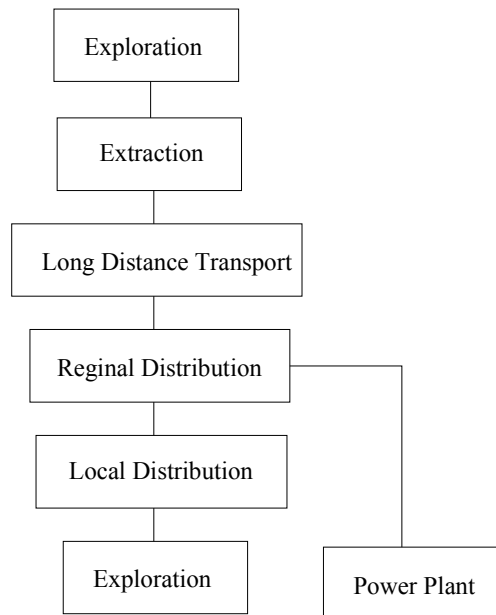 Exploration
Extraction
Long Distance Transport
Reginal Distribution
Local Distribution
Exploration
Power Plant